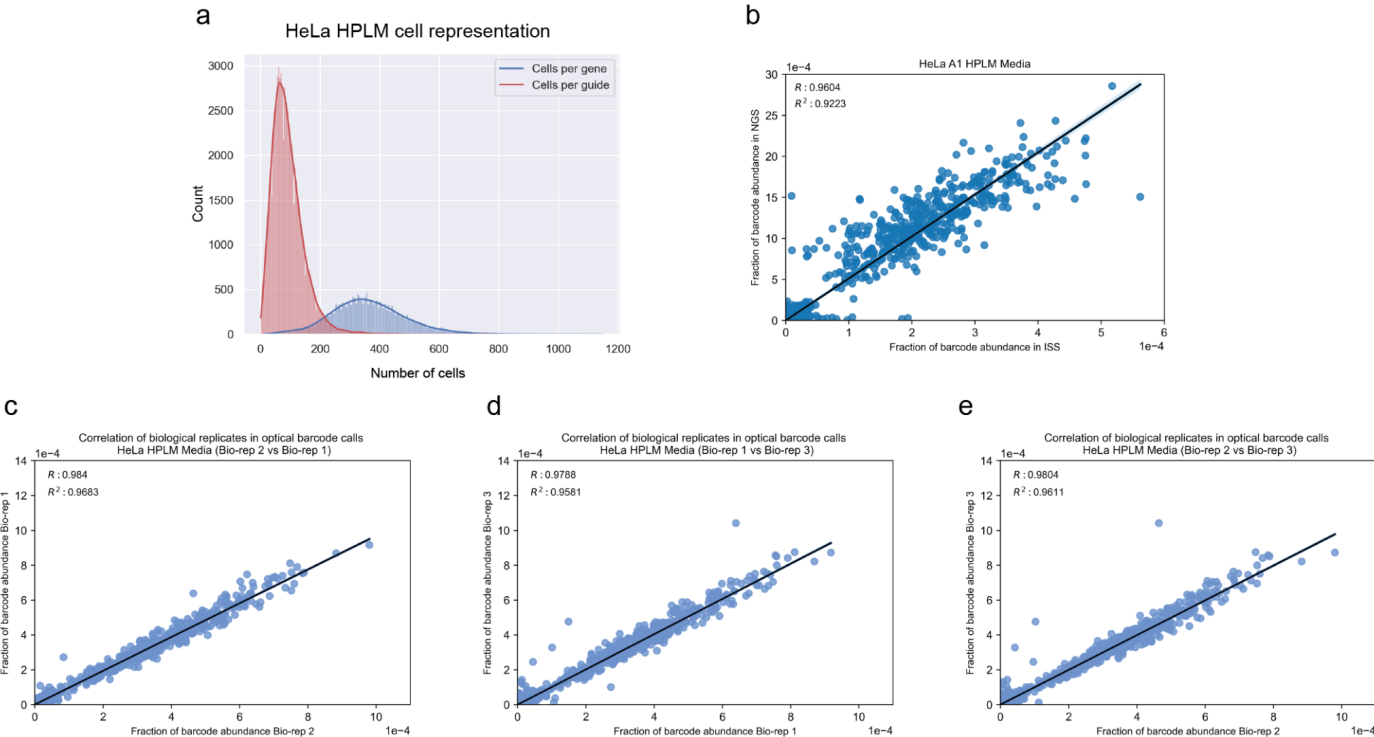 a
HeLa HPLM cell representation
Cells per gene
Cells per guide
Count
3000
2500
2000
1500
1000
500
0
0 200 400 600 800 1000 1200
Number of cells
b
HeLa A1 HPLM Media
1e−4
R : 0.9604
R² : 0.9223
Fraction of barcode abundance in NGS
30
25
20
15
10
5
0
0 1 2 3 4 5 6
Fraction of barcode abundance in ISS
1e−4
c
Correlation of biological replicates in optical barcode calls
HeLa HPLM Media (Bio-rep 2 vs Bio-rep 1)
1e−4
R : 0.984
R² : 0.9683
Fraction of barcode abundance Bio-rep 1
14
12
10
8
6
4
2
0
0 2 4 6 8 10
Fraction of barcode abundance Bio-rep 2
1e−4
d
Correlation of biological replicates in optical barcode calls
HeLa HPLM Media (Bio-rep 1 vs Bio-rep 3)
1e−4
R : 0.9788
R² : 0.9581
Fraction of barcode abundance Bio-rep 3
14
12
10
8
6
4
2
0
0 2 4 6 8 10
Fraction of barcode abundance Bio-rep 1
1e−4
e
Correlation of biological replicates in optical barcode calls
HeLa HPLM Media (Bio-rep 2 vs Bio-rep 3)
1e−4
R : 0.9804
R² : 0.9611
Fraction of barcode abundance Bio-rep 3
14
12
10
8
6
4
2
0
0 2 4 6 8 10
Fraction of barcode abundance Bio-rep 2
1e−4